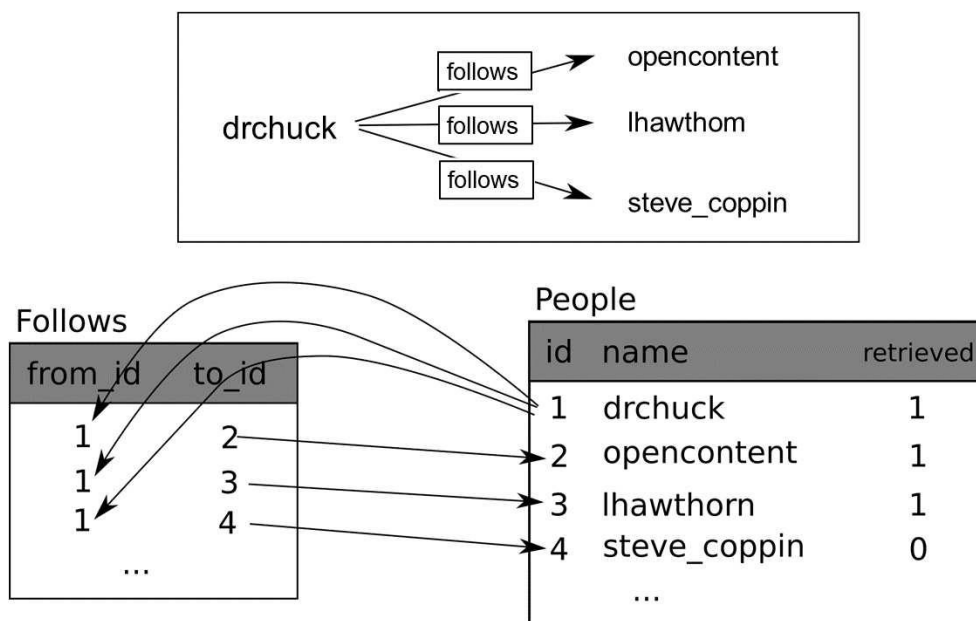 follows opencontent
drchuck follows lhawthom
follows steve_coppin
Follows
from_id to_id
1 2
1 3
1 4
...
People
id name retrieved
1 drchuck 1
2 opencontent 1
3 lhawthorn 1
4 steve_coppin 0
...